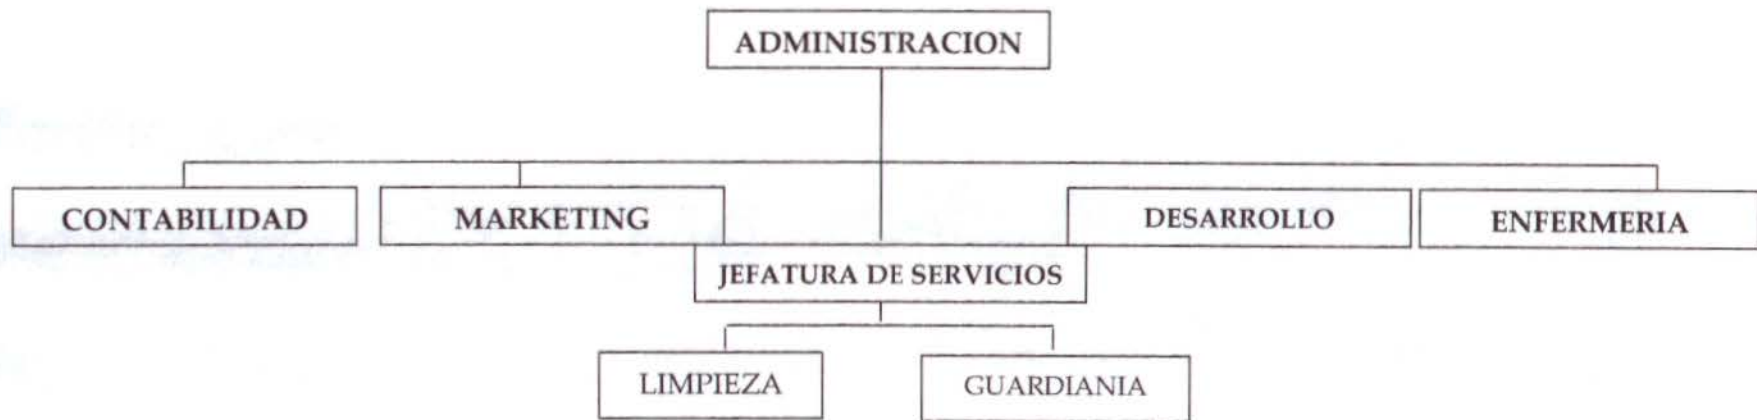 ADMINISTRACION
CONTABILIDAD
MARKETING
DESARROLLO
ENFERMERIA
JEFATURA DE SERVICIOS
LIMPIEZA
GUARDIANIA